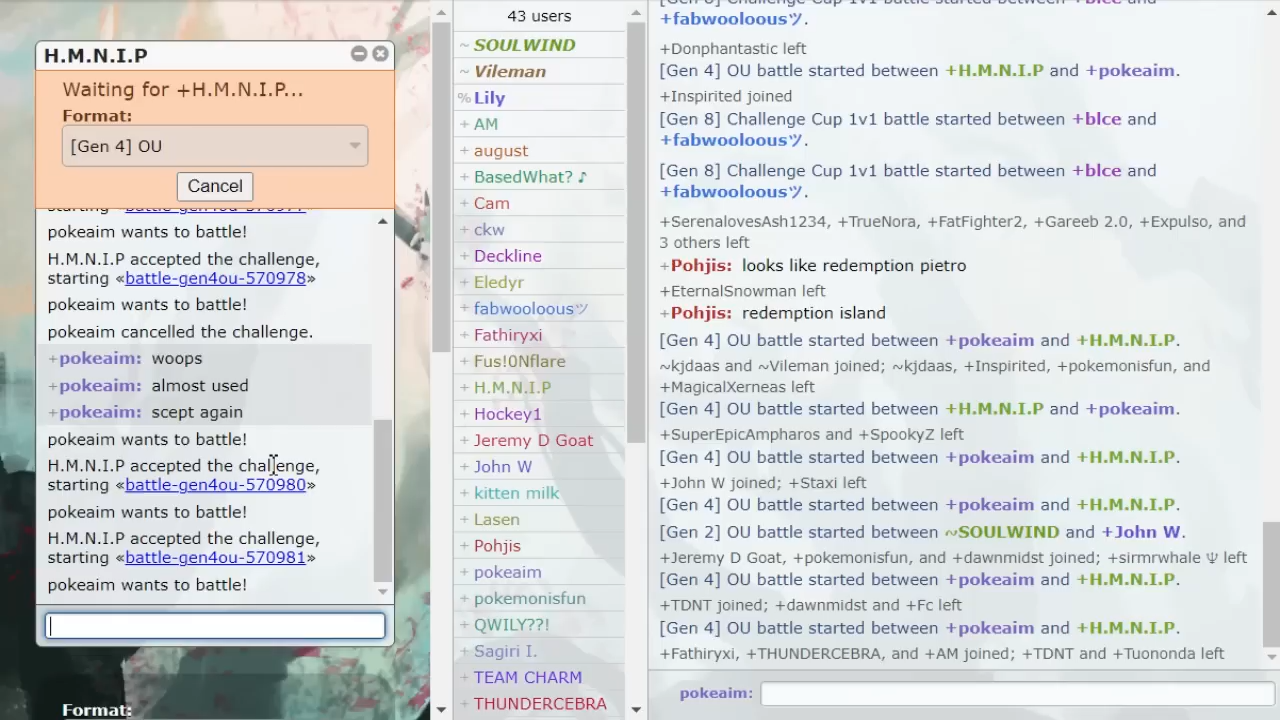 H.M.N.I.P
Waiting for +H.M.N.I.P...
Format:
[Gen 4] OU
Cancel
pokeaim wants to battle!
H.M.N.I.P accepted the challenge,
starting «battle-gen4ou-570978»
pokeaim wants to battle!
pokeaim cancelled the challenge.
+pokeaim: woops
+pokeaim: almost used
+pokeaim: scept again
pokeaim wants to battle!
H.M.N.I.P accepted the challenge,
starting «battle-gen4ou-570980»
pokeaim wants to battle!
H.M.N.I.P accepted the challenge,
starting «battle-gen4ou-570981»
pokeaim wants to battle!
Format:
43 users
~ SOULWIND
~ Vileman
% Lily
+ AM
+ august
+ BasedWhat? ♪
+ Cam
+ ckw
+ Deckline
+ Eledyr
+ fabwooloousツ
+ Fathiryxi
+ Fus!0Nflare
+ H.M.N.I.P
+ Hockey1
+ Jeremy D Goat
+ John W
+ kitten milk
+ Lasen
+ Pohjis
+ pokeaim
+ pokemonisfun
+ QWILY??!
+ Sagiri I.
+ TEAM CHARM
+ THUNDERCEBRA
+fabwooloousツ.
+Donphantastic left
[Gen 4] OU battle started between +H.M.N.I.P and +pokeaim.
+Inspirited joined
[Gen 8] Challenge Cup 1v1 battle started between +blce and
+fabwooloousツ.
[Gen 8] Challenge Cup 1v1 battle started between +blce and
+fabwooloousツ.
+SerenalovesAsh1234, +TrueNora, +FatFighter2, +Gareeb 2.0, +Expulso, and
3 others left
+Pohjis: looks like redemption pietro
+EternalSnowman left
+Pohjis: redemption island
[Gen 4] OU battle started between +pokeaim and +H.M.N.I.P.
~kjdaas and ~Vileman joined; ~kjdaas, +Inspirited, +pokemonisfun, and
+MagicalXerneas left
[Gen 4] OU battle started between +H.M.N.I.P and +pokeaim.
+SuperEpicAmpharos and +SpookyZ left
[Gen 4] OU battle started between +pokeaim and +H.M.N.I.P.
+John W joined; +Staxi left
[Gen 4] OU battle started between +pokeaim and +H.M.N.I.P.
[Gen 2] OU battle started between ~SOULWIND and +John W.
+Jeremy D Goat, +pokemonisfun, and +dawnmidst joined; +sirmrwhale Ψ left
[Gen 4] OU battle started between +pokeaim and +H.M.N.I.P.
+TDNT joined; +dawnmidst and +Fc left
[Gen 4] OU battle started between +pokeaim and +H.M.N.I.P.
+Fathiryxi, +THUNDERCEBRA, and +AM joined; +TDNT and +Tuononda left
pokeaim: